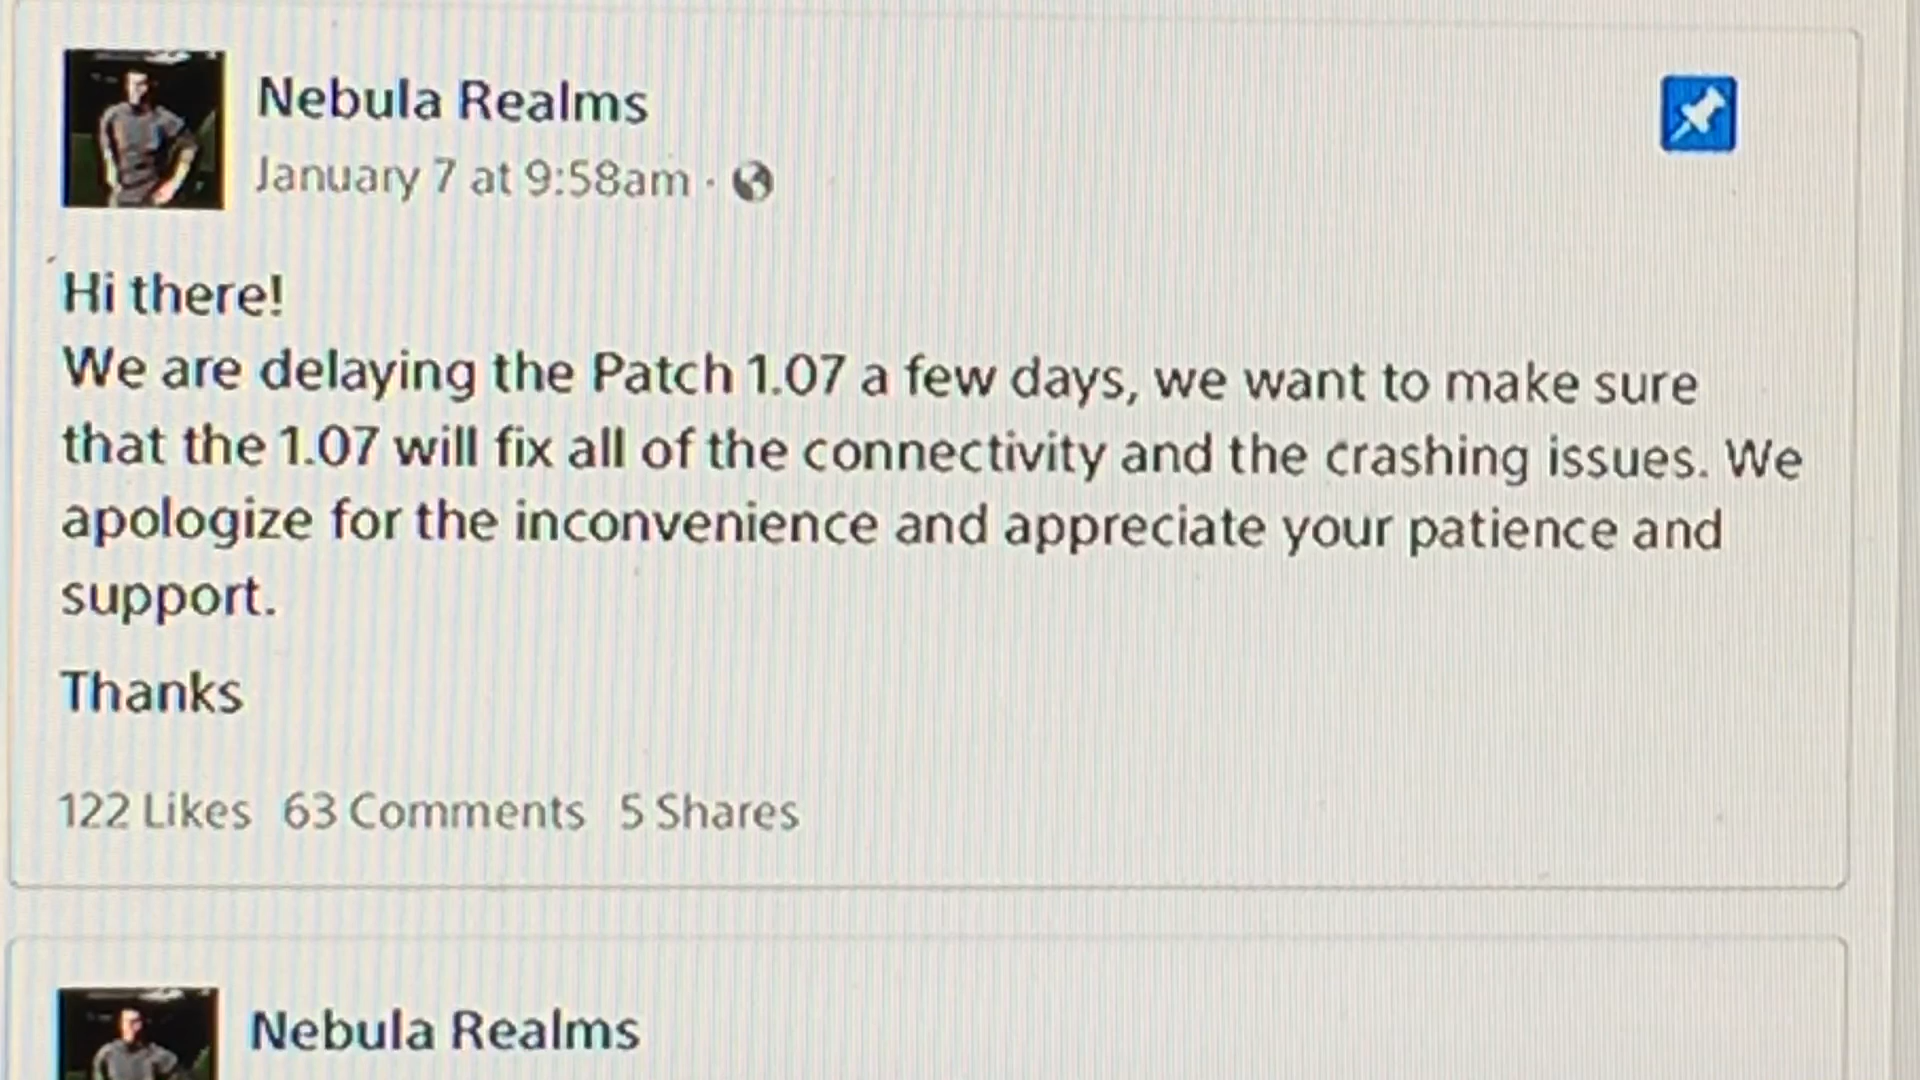 Nebula Realms
January 7 at 9:58am ·
Hi there!
We are delaying the Patch 1.07 a few days, we want to make sure
that the 1.07 will fix all of the connectivity and the crashing issues. We
apologize for the inconvenience and appreciate your patience and
support.
Thanks
122 Likes 63 Comments 5 Shares
Nebula Realms